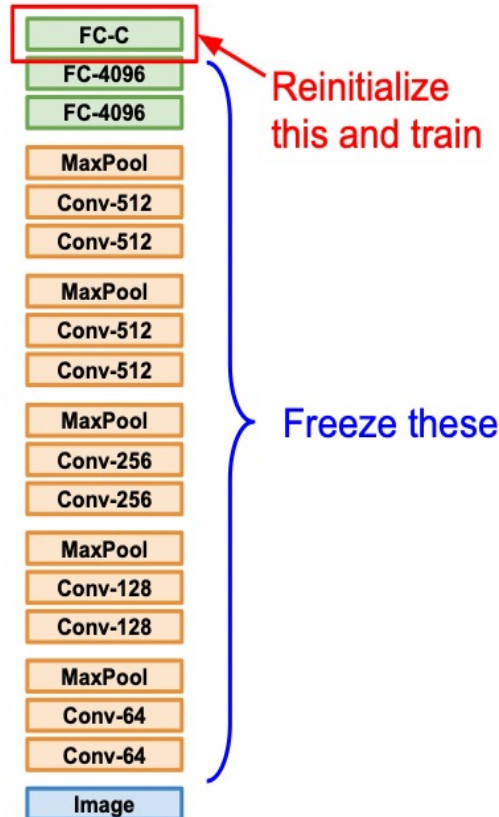 FC-C
FC-4096
FC-4096
MaxPool
Conv-512
Conv-512
MaxPool
Conv-512
Conv-512
MaxPool
Conv-256
Conv-256
MaxPool
Conv-128
Conv-128
MaxPool
Conv-64
Conv-64
Image
Reinitialize
this and train
Freeze these